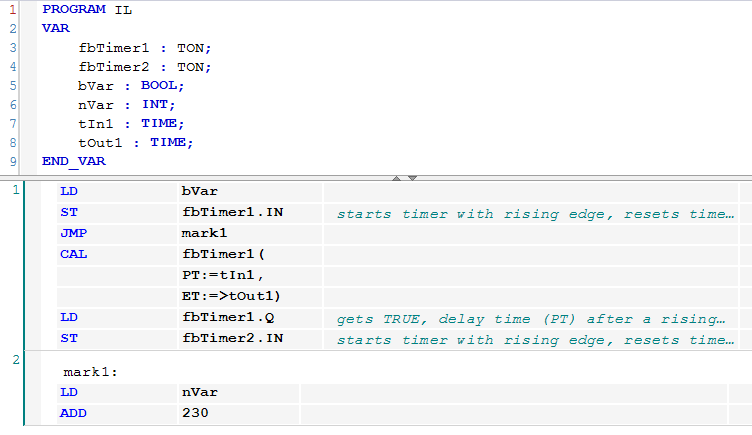 1 PROGRAM IL
2 VAR
3 fbTimer1 : TON;
4 fbTimer2 : TON;
5 bVar : BOOL;
6 nVar : INT;
7 tIn1 : TIME;
8 tOut1 : TIME;
9 END_VAR
1 LD bVar
ST fbTimer1.IN starts timer with rising edge, resets time…
JMP mark1
CAL fbTimer1(
PT:=tIn1,
ET:=>tOut1)
LD fbTimer1.Q gets TRUE, delay time (PT) after a rising…
ST fbTimer2.IN starts timer with rising edge, resets time…
2
mark1:
LD nVar
ADD 230